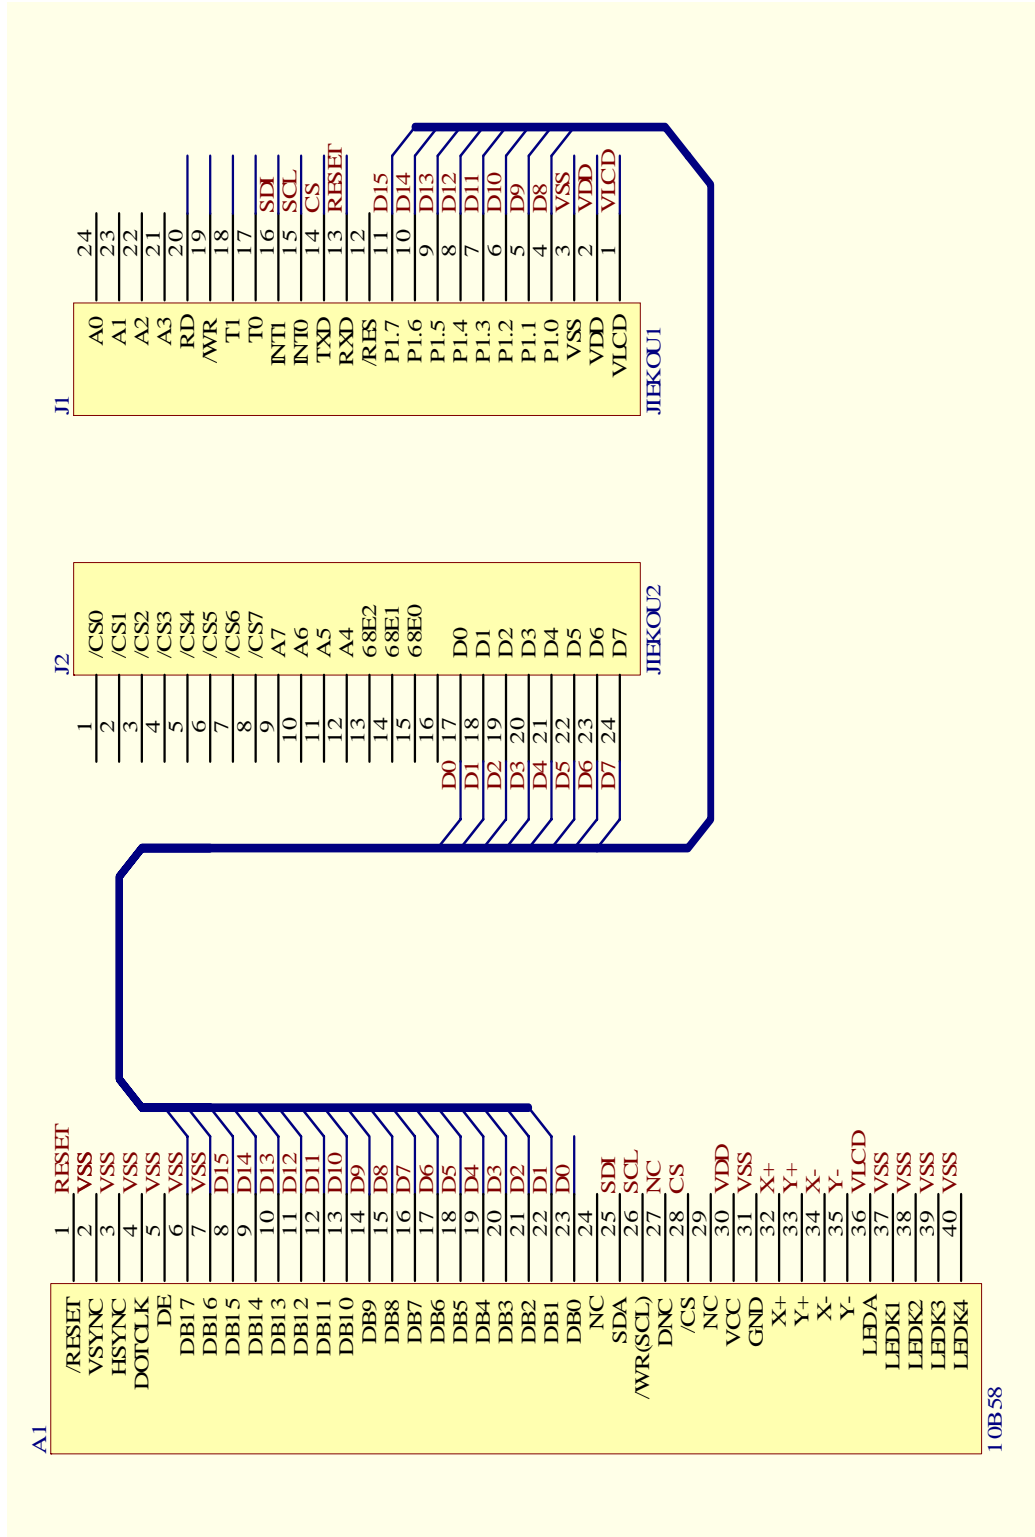 A1
/RESET 1 RESET
VSYNC 2 VSS
HSYNC 3 VSS
DOTCLK 4 VSS
DE 5 VSS
DB17 6 VSS
DB16 7 VSS
DB15 8 D15
DB14 9 D14
DB13 10 D13
DB12 11 D12
DB11 12 D11
DB10 13 D10
DB9 14 D9
DB8 15 D8
DB7 16 D7
DB6 17 D6
DB5 18 D5
DB4 19 D4
DB3 20 D3
DB2 21 D2
DB1 22 D1
DB0 23 D0
NC 24
SDA 25 SDI
/WR(SCL) 26 SCL
DNC 27 NC
/CS 28 CS
NC 29
VCC 30 VDD
GND 31 VSS
X+ 32 X+
Y+ 33 Y+
X- 34 X-
Y- 35 Y-
LEDA 36 VLCD
LEDK1 37 VSS
LEDK2 38 VSS
LEDK3 39 VSS
LEDK4 40 VSS
10B58
J2
1 /CS0
2 /CS1
3 /CS2
4 /CS3
5 /CS4
6 /CS5
7 /CS6
8 /CS7
9 A7
10 A6
11 A5
12 A4
13 68E2
14 68E1
15 68E0
16
D0 17 D0
D1 18 D1
D2 19 D2
D3 20 D3
D4 21 D4
D5 22 D5
D6 23 D6
D7 24 D7
JIEKOU2
J1
A0 24
A1 23
A2 22
A3 21
RD 20
/WR 19
T1 18
T0 17
INT1 16 SDI
INT0 15 SCL
TXD 14 CS
RXD 13 RESET
/RES 12
P1.7 11 D15
P1.6 10 D14
P1.5 9 D13
P1.4 8 D12
P1.3 7 D11
P1.2 6 D10
P1.1 5 D9
P1.0 4 D8
VSS 3 VSS
VDD 2 VDD
VLCD 1 VLCD
JIEKOU1